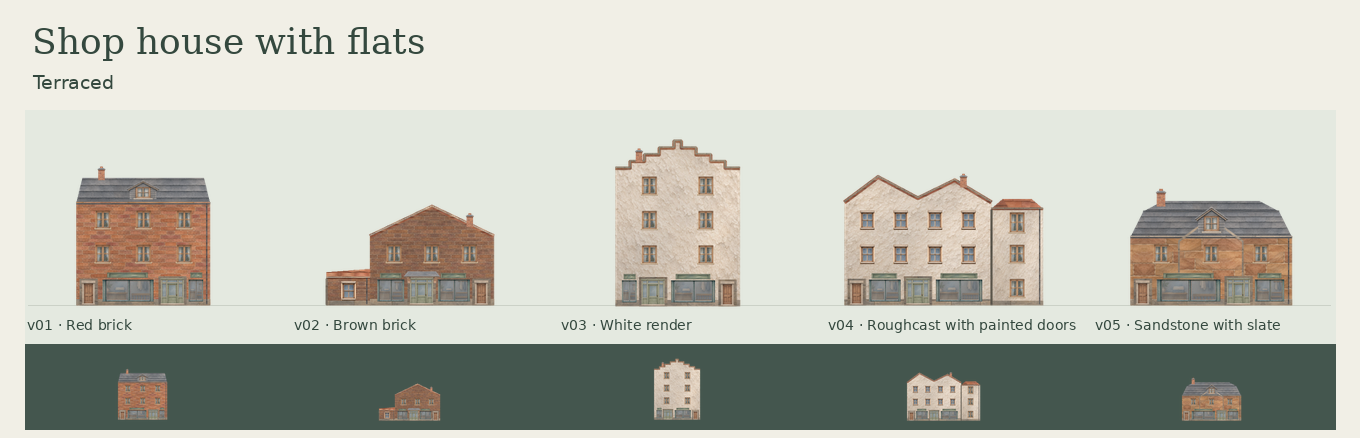 Shop house with flats
Terraced
v01 · Red brick
v02 · Brown brick
v03 · White render
v04 · Roughcast with painted doors
v05 · Sandstone with slate